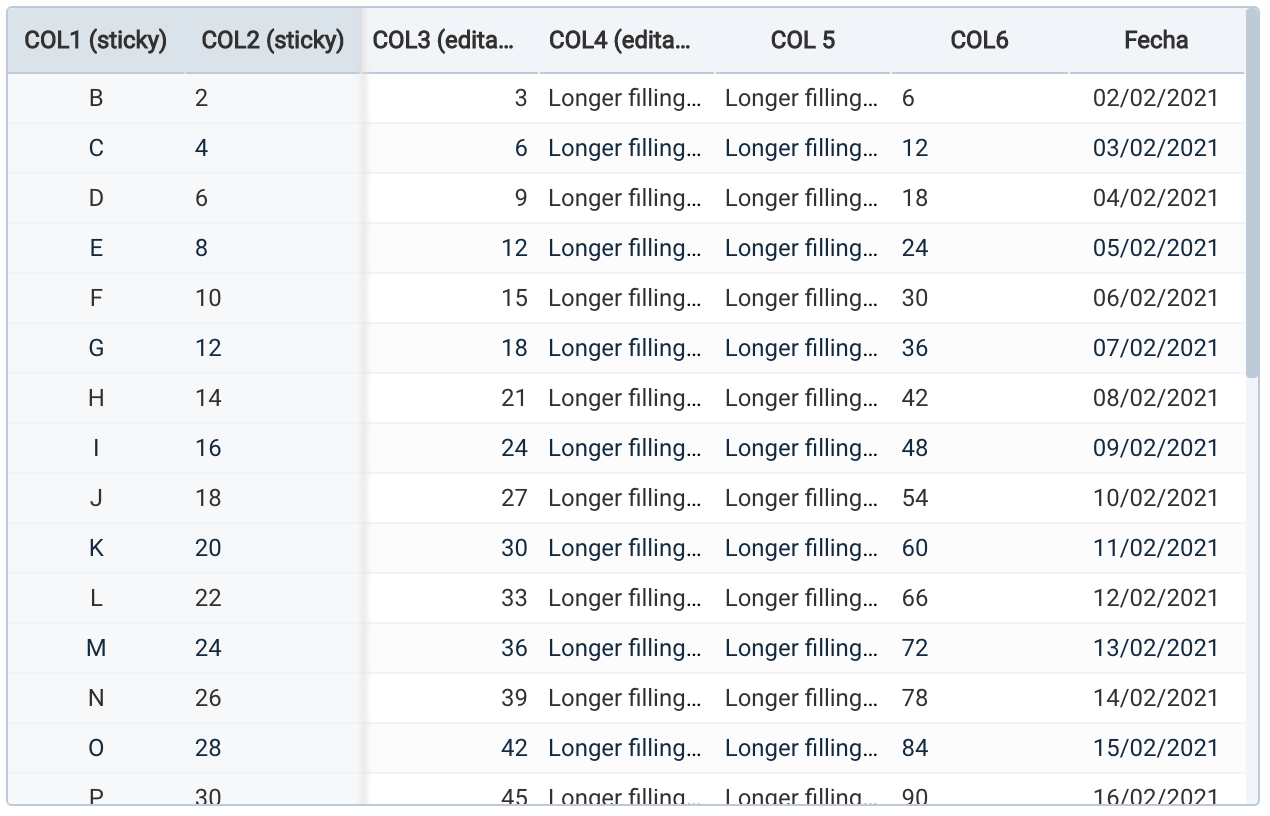 COL1 (sticky) COL2 (sticky) COL3 (edita... COL4 (edita... COL 5 COL6 Fecha
B 2 3 Longer filling... Longer filling... 6 02/02/2021
C 4 6 Longer filling... Longer filling... 12 03/02/2021
D 6 9 Longer filling... Longer filling... 18 04/02/2021
E 8 12 Longer filling... Longer filling... 24 05/02/2021
F 10 15 Longer filling... Longer filling... 30 06/02/2021
G 12 18 Longer filling... Longer filling... 36 07/02/2021
H 14 21 Longer filling... Longer filling... 42 08/02/2021
I 16 24 Longer filling... Longer filling... 48 09/02/2021
J 18 27 Longer filling... Longer filling... 54 10/02/2021
K 20 30 Longer filling... Longer filling... 60 11/02/2021
L 22 33 Longer filling... Longer filling... 66 12/02/2021
M 24 36 Longer filling... Longer filling... 72 13/02/2021
N 26 39 Longer filling... Longer filling... 78 14/02/2021
O 28 42 Longer filling... Longer filling... 84 15/02/2021
P 30 45 Longer filling... Longer filling... 90 16/02/2021